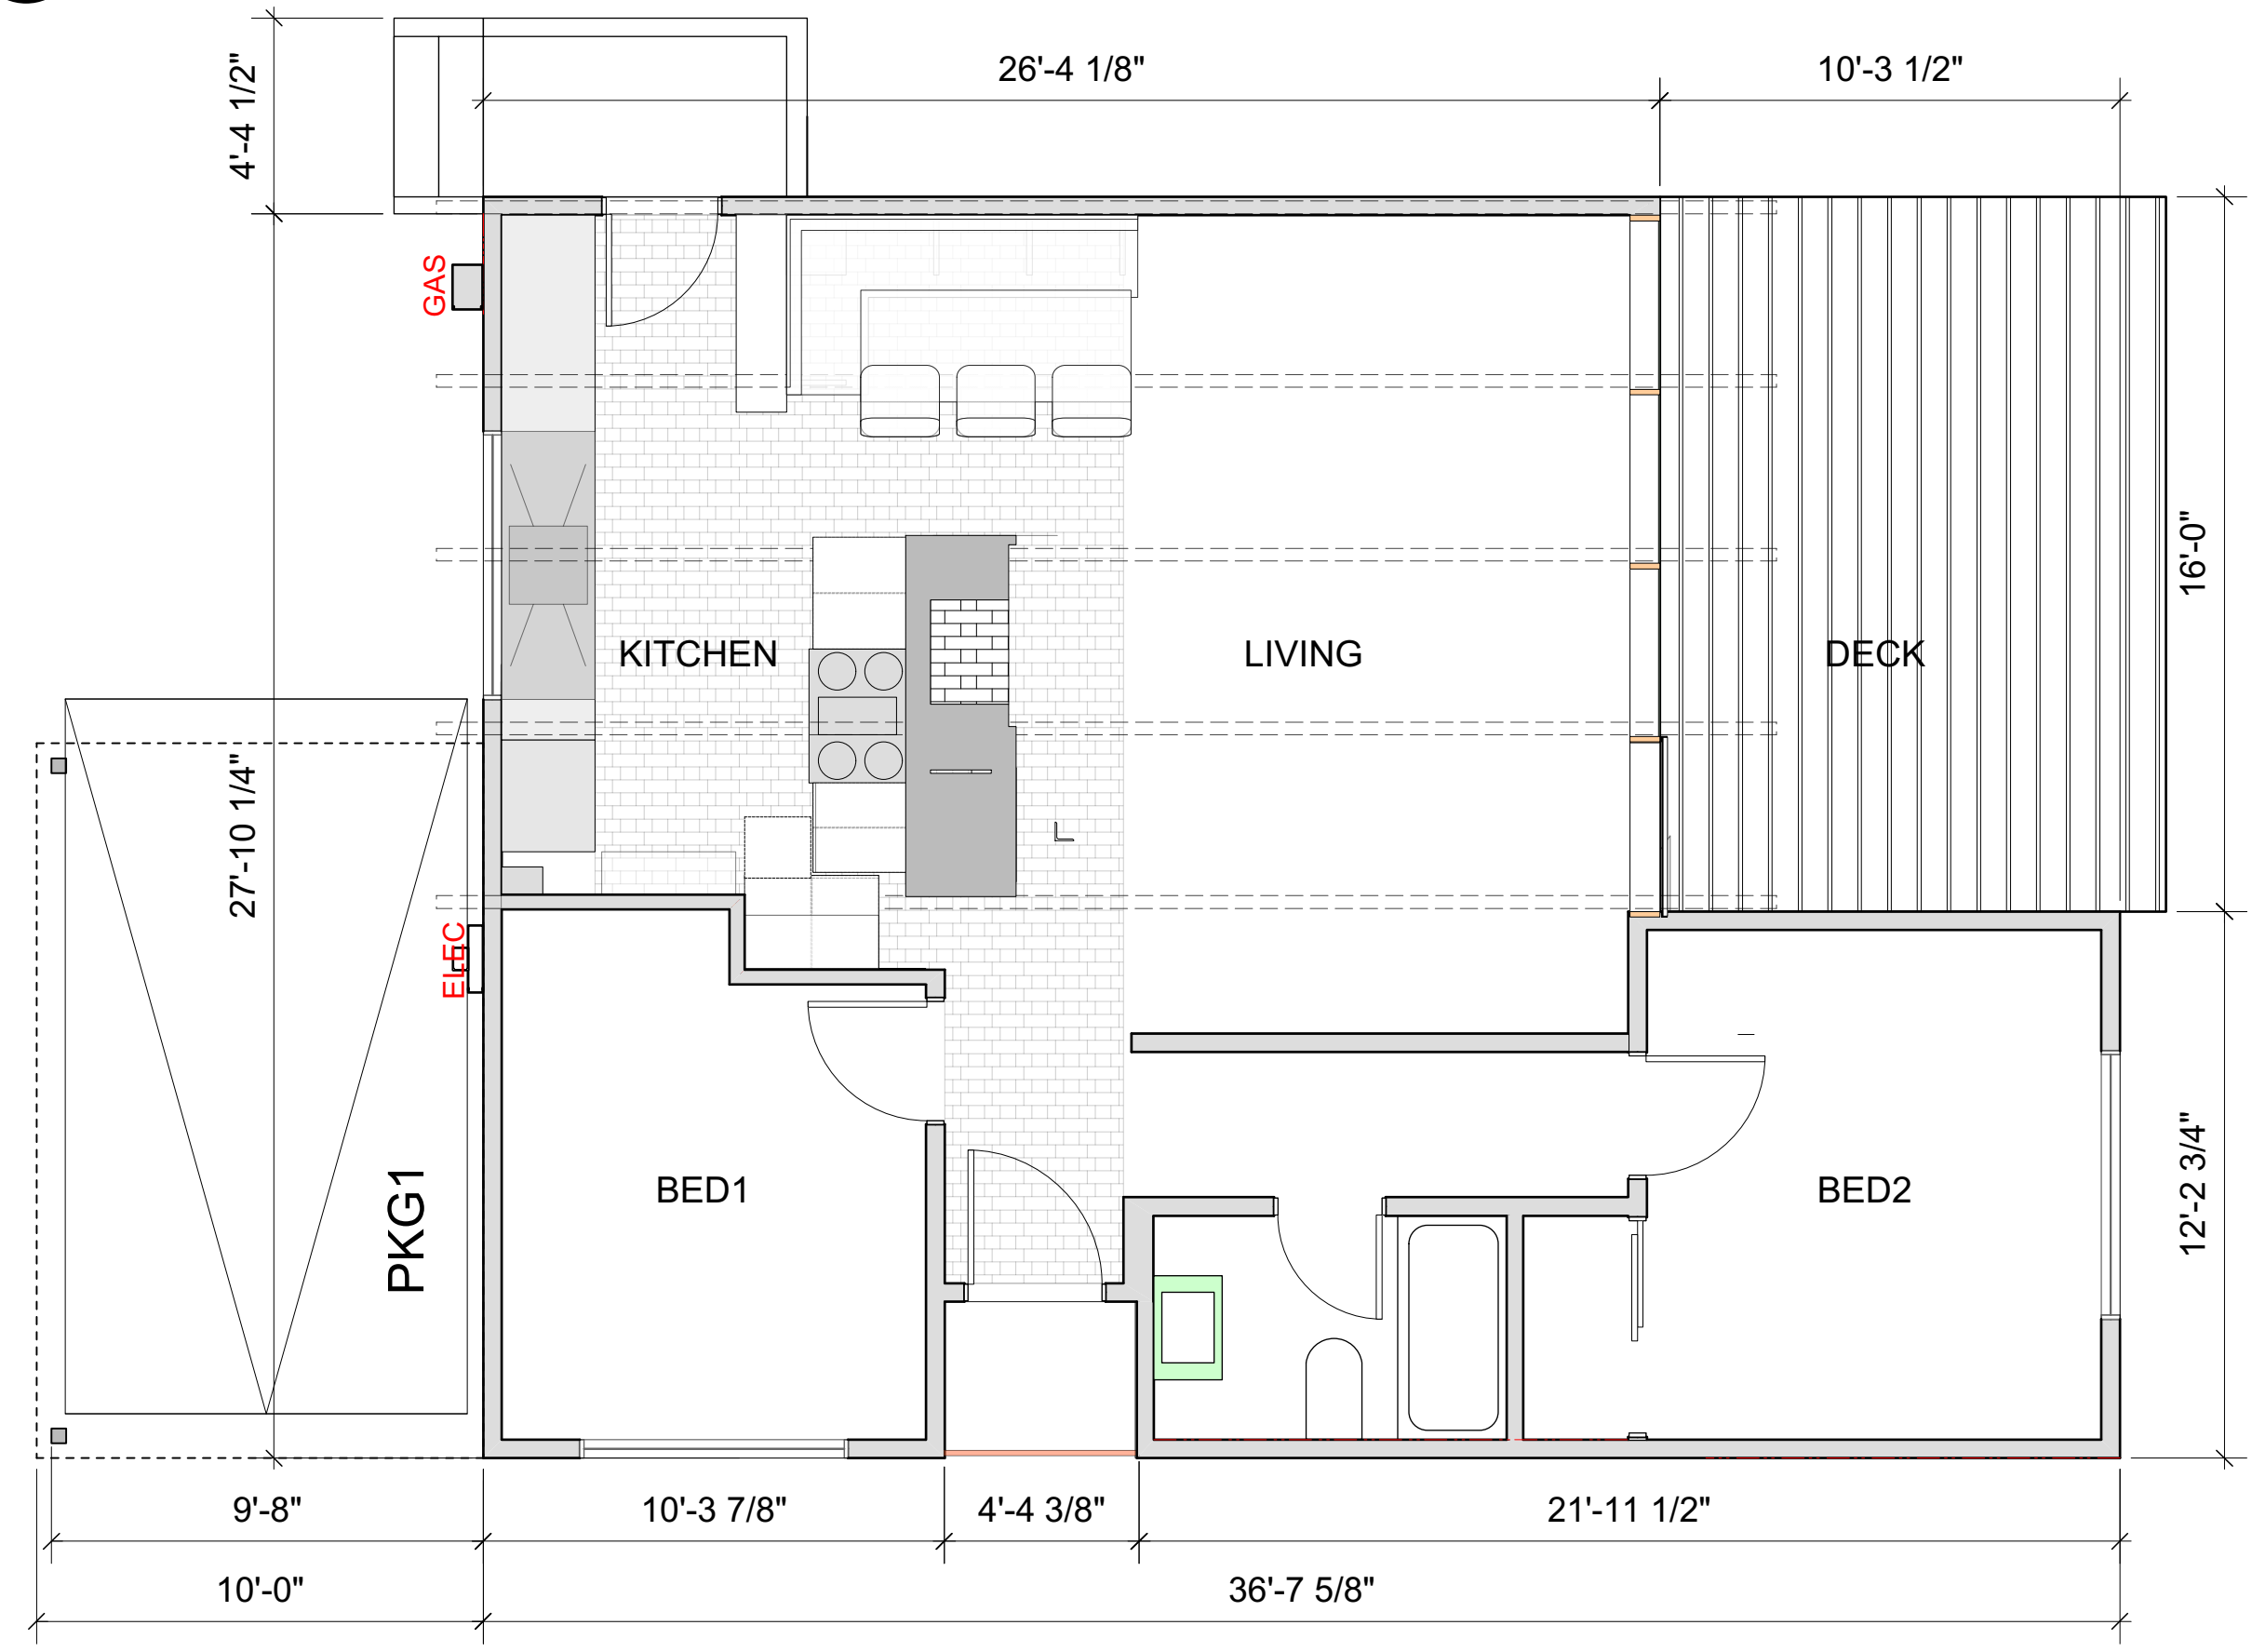 4'-4 1/2"
26'-4 1/8"
10'-3 1/2"
GAS
16'-0"
KITCHEN
LIVING
DECK
27'-10 1/4"
ELEC
PKG1
BED1
BED2
12'-2 3/4"
9'-8"
10'-3 7/8"
4'-4 3/8"
21'-11 1/2"
10'-0"
36'-7 5/8"